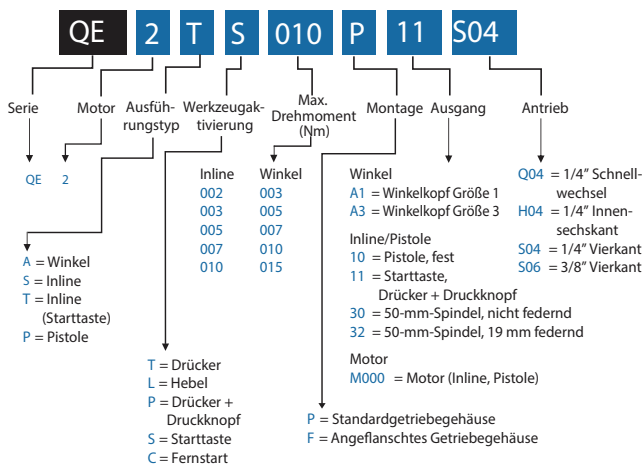 QE 2 T S 010 P 11 S04
Serie
Motor
Ausfüh-
rungstyp
Werkzeugak-
tivierung
Max.
Drehmoment
(Nm)
Montage
Ausgang
Antrieb
QE
2
A = Winkel
S = Inline
T = Inline
(Starttaste)
P = Pistole
T = Drücker
L = Hebel
P = Drücker +
Druckknopf
S = Starttaste
C = Fernstart
Inline
002
003
005
007
010
Winkel
003
005
007
010
015
P = Standardgetriebegehäuse
F = Angeflanschtes Getriebegehäuse
Winkel
A1 = Winkelkopf Größe 1
A3 = Winkelkopf Größe 3
Inline/Pistole
10 = Pistole, fest
11 = Starttaste,
Drücker + Druckknopf
30 = 50-mm-Spindel, nicht federnd
32 = 50-mm-Spindel, 19 mm federnd
Motor
M000 = Motor (Inline, Pistole)
Q04 = 1/4” Schnell-
wechsel
H04 = 1/4” Innen-
sechskant
S04 = 1/4” Vierkant
S06 = 3/8” Vierkant